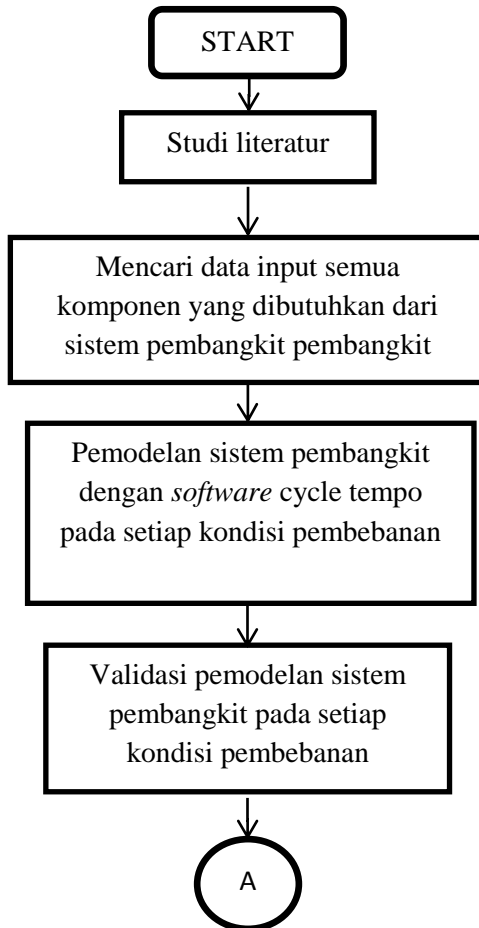 START
Studi literatur
Mencari data input semua
komponen yang dibutuhkan dari
sistem pembangkit pembangkit
Pemodelan sistem pembangkit
dengan software cycle tempo
pada setiap kondisi pembebanan
Validasi pemodelan sistem
pembangkit pada setiap
kondisi pembebanan
A